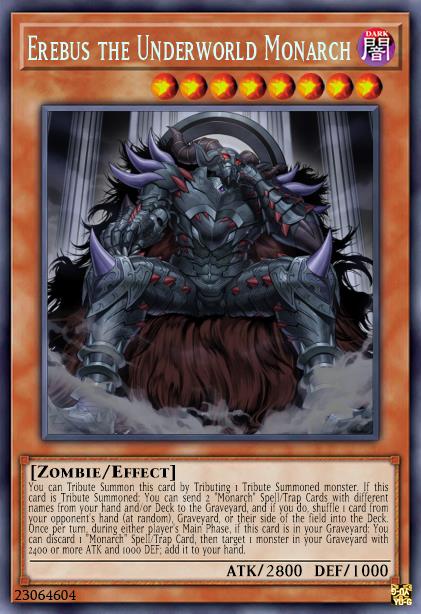 Erebus the Underworld Monarch
DARK
闇
[Zombie/Effect]
You can Tribute Summon this card by Tributing 1 Tribute Summoned monster. If this
card is Tribute Summoned: You can send 2 "Monarch" Spell/Trap Cards with different
names from your hand and/or Deck to the Graveyard, and if you do, shuffle 1 card from
your opponent's hand (at random), Graveyard, or their side of the field into the Deck.
Once per turn, during either player's Main Phase, if this card is in your Graveyard: You
can discard 1 "Monarch" Spell/Trap Card, then target 1 monster in your Graveyard with
2400 or more ATK and 1000 DEF; add it to your hand.
ATK/2800 DEF/1000
23064604